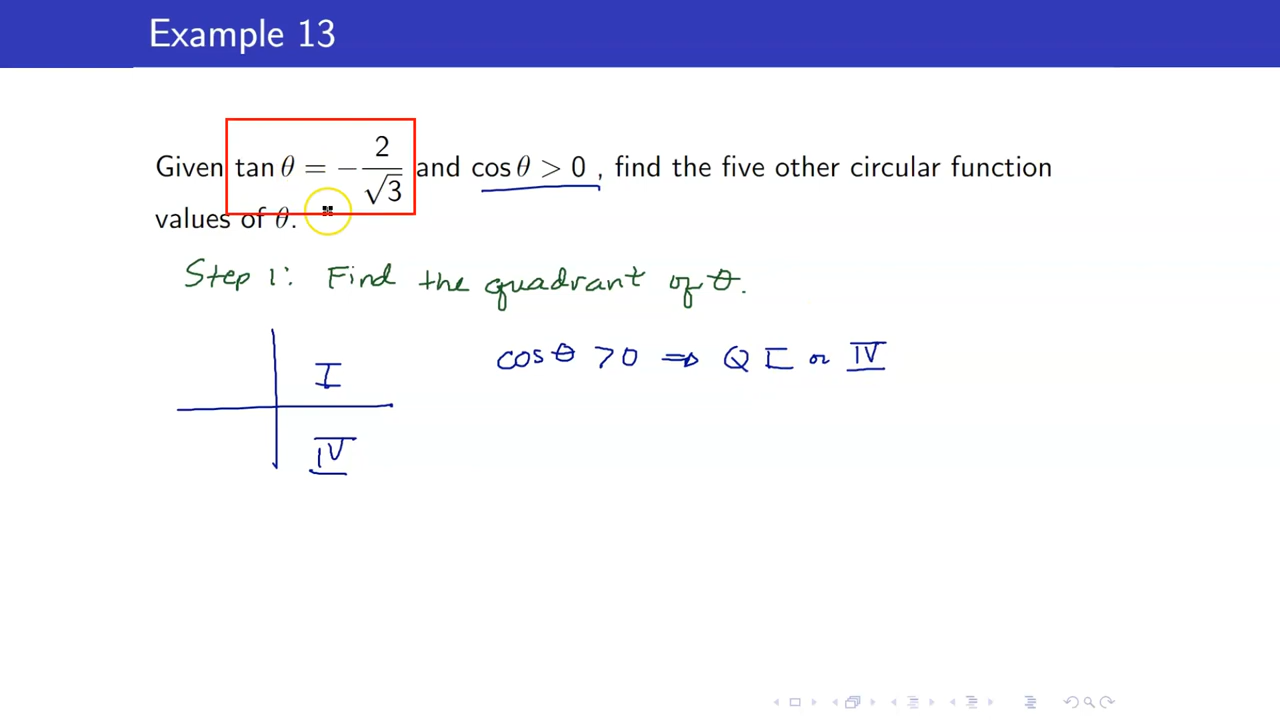 Example 13
Given tan θ = −2/√3 and cos θ > 0 , find the five other circular function
values of θ.
Step 1: Find the quadrant of θ.
cos θ > 0 ⇒ Q I or IV
I
IV